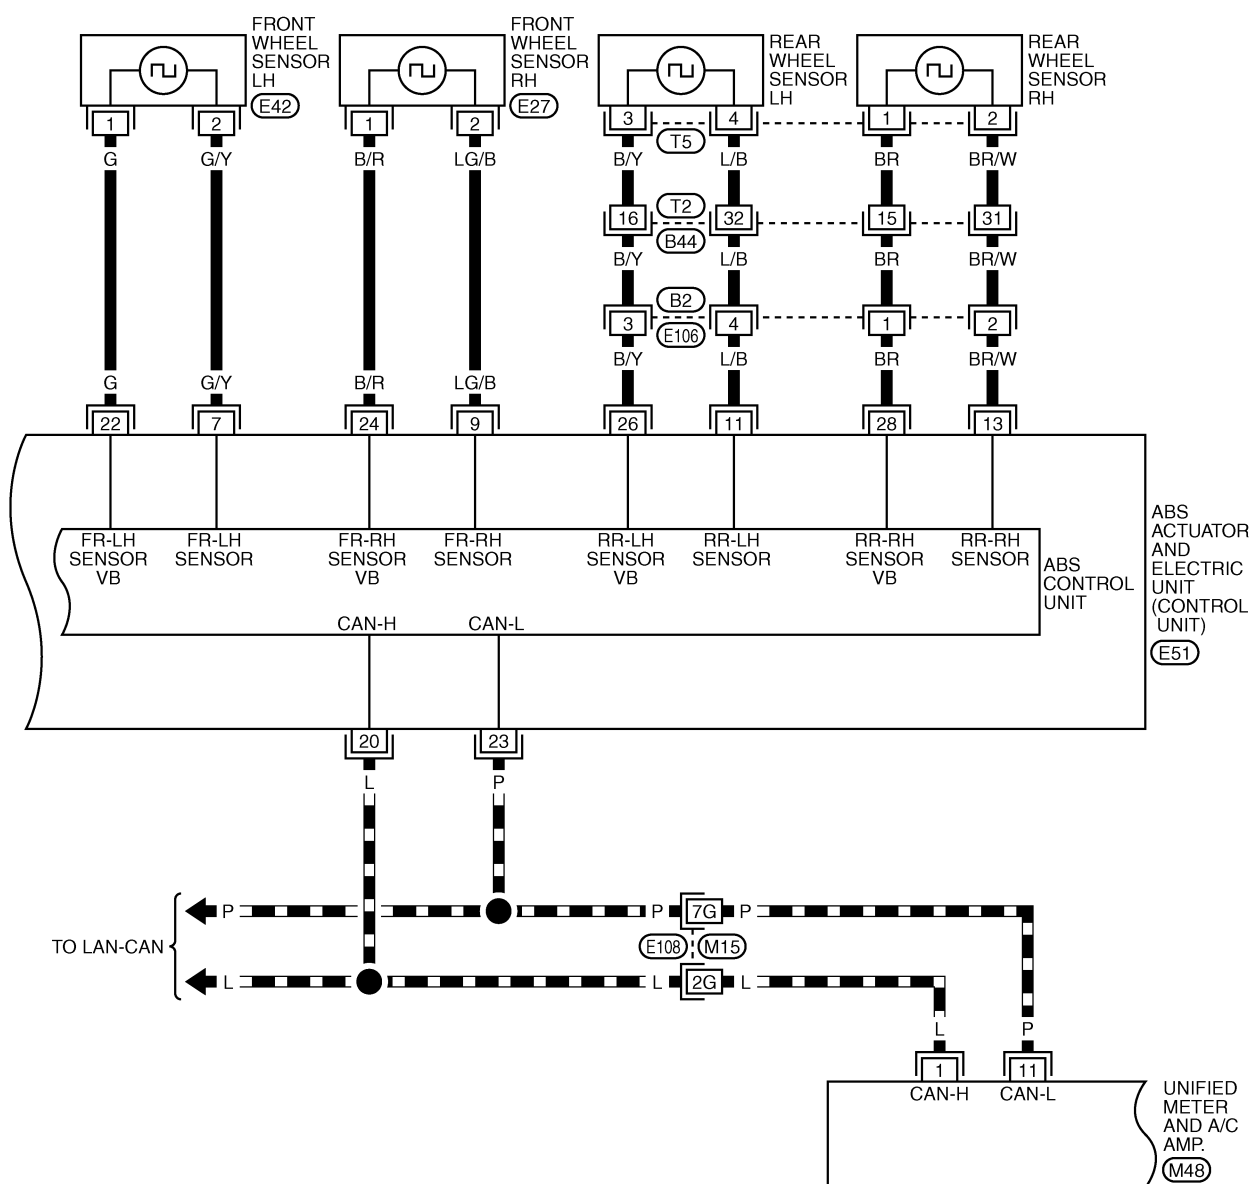 FRONT
WHEEL
SENSOR
LH
E42
FRONT
WHEEL
SENSOR
RH
E27
REAR
WHEEL
SENSOR
LH
REAR
WHEEL
SENSOR
RH
1 2 1 2 3 4 1 2
T5
G G/Y B/R LG/B B/Y L/B BR BR/W
T2
16 32 15 31
B44
B/Y L/B BR BR/W
B2
3 4 1 2
E106
B/Y L/B BR BR/W
G G/Y B/R LG/B
22 7 24 9 26 11 28 13
FR-LH
SENSOR
VB
FR-LH
SENSOR
FR-RH
SENSOR
VB
FR-RH
SENSOR
RR-LH
SENSOR
VB
RR-LH
SENSOR
RR-RH
SENSOR
VB
RR-RH
SENSOR
ABS
CONTROL
UNIT
ABS
ACTUATOR
AND
ELECTRIC
UNIT
(CONTROL
UNIT)
E51
CAN-H CAN-L
20 23
L P
P P 7G P
TO LAN-CAN
E108 M15
L L 2G L
L P
1 11
CAN-H CAN-L
UNIFIED
METER
AND A/C
AMP.
M48